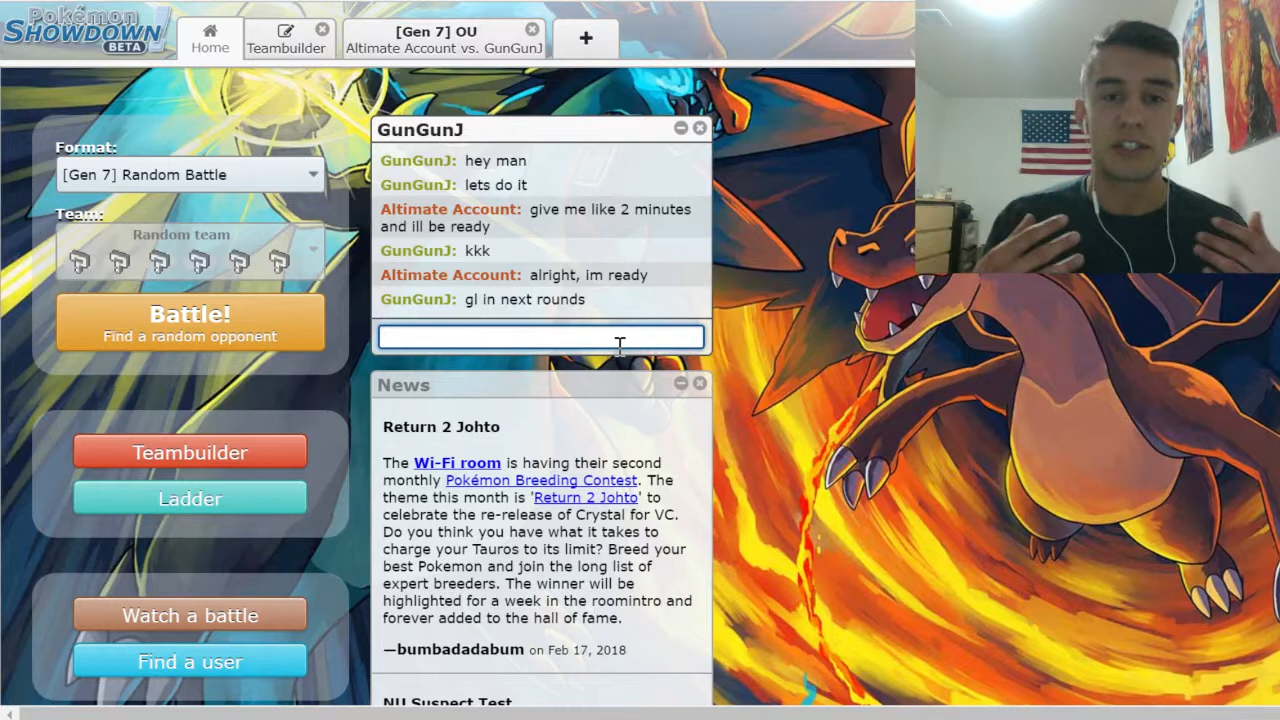 Pokémon
SHOWDOWN!
BETA
Home
Teambuilder
[Gen 7] OU
Altimate Account vs. GunGunJ
+
Format:
[Gen 7] Random Battle
Team:
Random team
? ? ? ? ? ?
Battle!
Find a random opponent
Teambuilder
Ladder
Watch a battle
Find a user
GunGunJ
GunGunJ: hey man
GunGunJ: lets do it
Altimate Account: give me like 2 minutes
and ill be ready
GunGunJ: kkk
Altimate Account: alright, im ready
GunGunJ: gl in next rounds
News
Return 2 Johto
The Wi-Fi room is having their second
monthly Pokémon Breeding Contest. The
theme this month is 'Return 2 Johto' to
celebrate the re-release of Crystal for VC.
Do you think you have what it takes to
charge your Tauros to its limit? Breed your
best Pokemon and join the long list of
expert breeders. The winner will be
highlighted for a week in the roomintro and
forever added to the hall of fame.
—bumbadadabum on Feb 17, 2018
NU Suspect Test